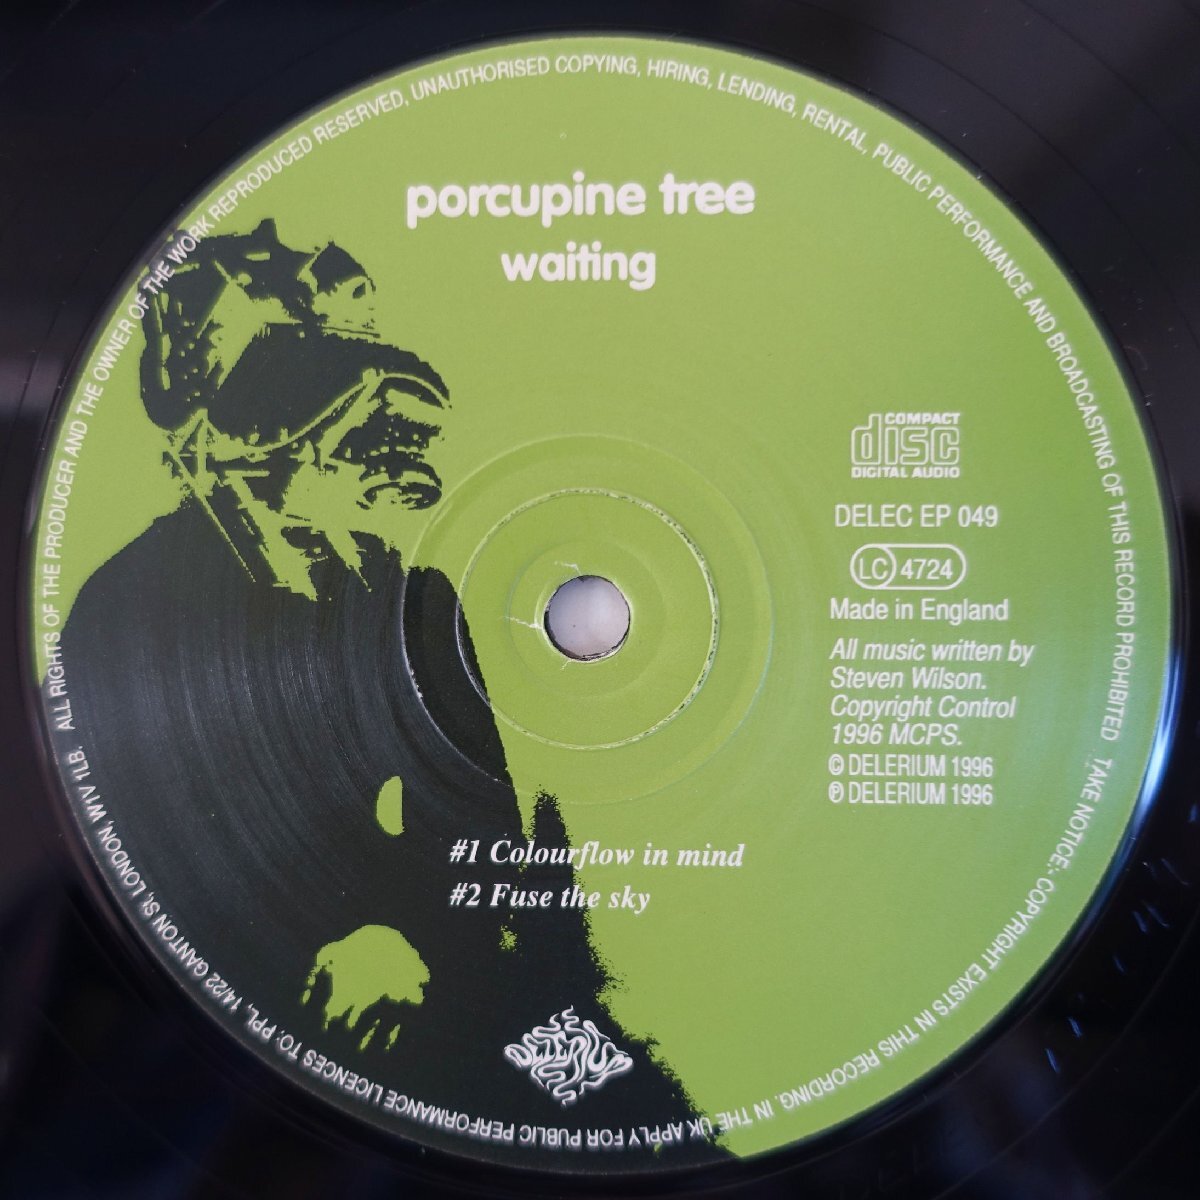 porcupine tree
waiting
COMPACT
disc
DIGITAL AUDIO
DELEC EP 049
LC 4724
Made in England
All music written by
Steven Wilson.
Copyright Control
1996 MCPS.
© DELERIUM 1996
℗ DELERIUM 1996
#1 Colourflow in mind
#2 Fuse the sky
DELERIUM
ALL RIGHTS OF THE PRODUCER AND THE OWNER OF THE WORK REPRODUCED RESERVED, UNAUTHORISED COPYING, HIRING, LENDING, RENTAL, PUBLIC PERFORMANCE AND BROADCASTING OF THIS RECORD PROHIBITED. TAKE NOTICE:- COPYRIGHT EXISTS IN THIS RECORDING. IN THE UK APPLY FOR PUBLIC PERFORMANCE LICENCES TO: PPL, 14/22 GANTON St, LONDON, W1V 1LB.